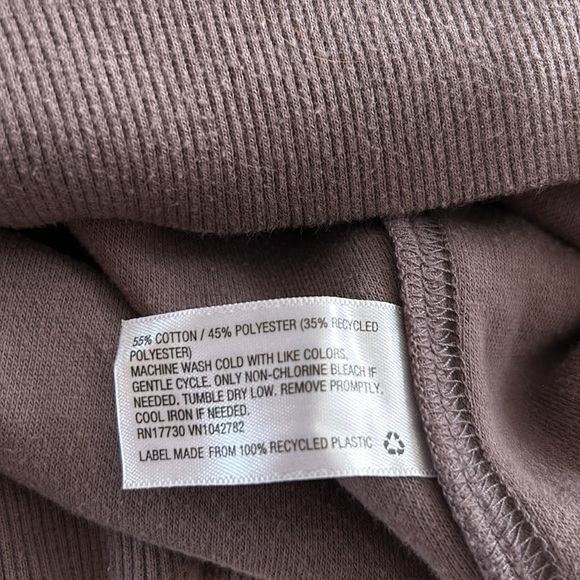 55% COTTON / 45% POLYESTER (35% RECYCLED
POLYESTER)
MACHINE WASH COLD WITH LIKE COLORS.
GENTLE CYCLE. ONLY NON-CHLORINE BLEACH IF
NEEDED. TUMBLE DRY LOW. REMOVE PROMPTLY.
COOL IRON IF NEEDED.
RN17730 VN1042782
LABEL MADE FROM 100% RECYCLED PLASTIC